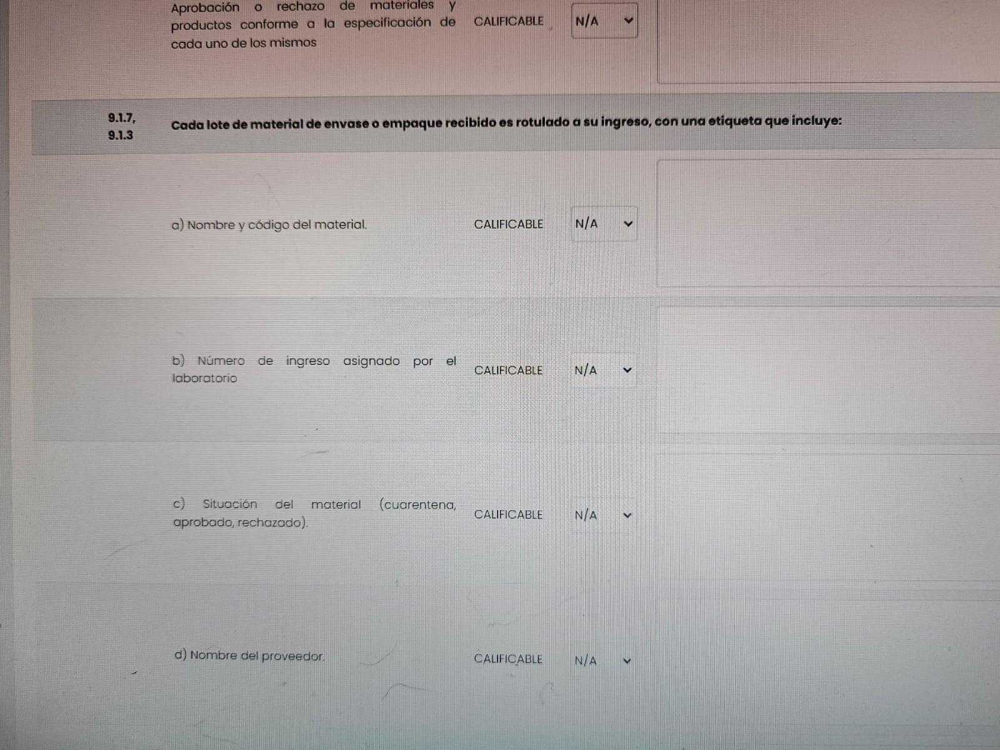 Aprobación o rechazo de materiales y
productos conforme a la especificación de
cada uno de los mismos
CALIFICABLE
N/A
9.1.7,
9.1.3
Cada lote de material de envase o empaque recibido es rotulado a su ingreso, con una etiqueta que incluye:
a) Nombre y código del material.
CALIFICABLE
N/A
b) Número de ingreso asignado por el
laboratorio
CALIFICABLE
N/A
c) Situación del material (cuarentena,
aprobado, rechazado).
CALIFICABLE
N/A
d) Nombre del proveedor.
CALIFICABLE
N/A